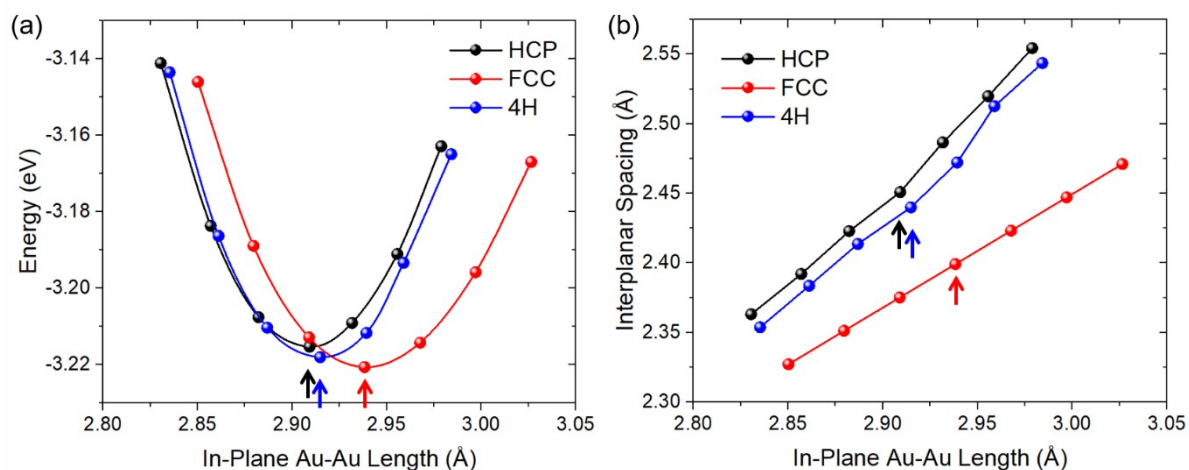 (a)
Energy (eV)
-3.14
-3.16
-3.18
-3.20
-3.22
HCP
FCC
4H
2.80 2.85 2.90 2.95 3.00 3.05
In-Plane Au-Au Length (Å)
(b)
Interplanar Spacing (Å)
2.55
2.50
2.45
2.40
2.35
2.30
HCP
FCC
4H
2.80 2.85 2.90 2.95 3.00 3.05
In-Plane Au-Au Length (Å)